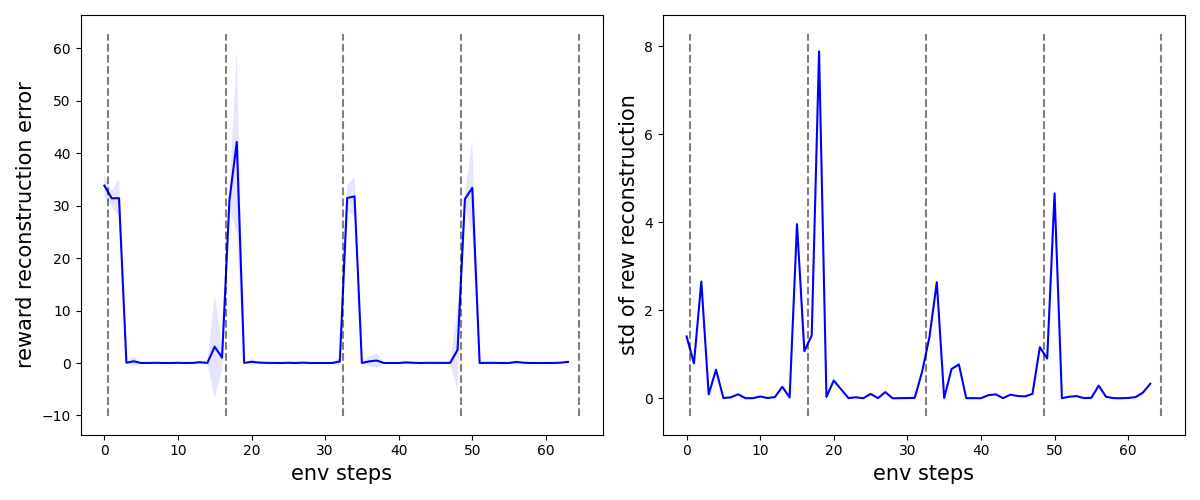 reward reconstruction error
60
50
40
30
20
10
0
−10
0 10 20 30 40 50 60
env steps
std of rew reconstruction
8
6
4
2
0
0 10 20 30 40 50 60
env steps